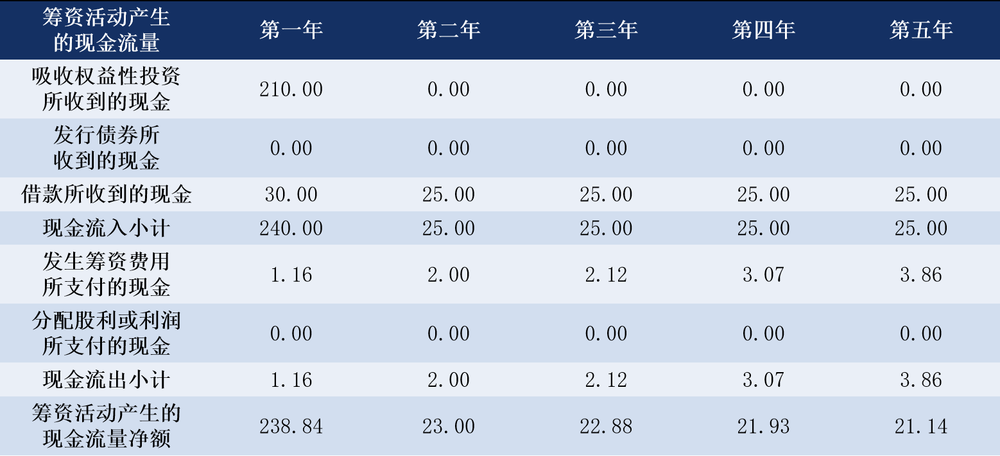 筹资活动产生
的现金流量 第一年 第二年 第三年 第四年 第五年
吸收权益性投资
所收到的现金 210.00 0.00 0.00 0.00 0.00
发行债券所
收到的现金 0.00 0.00 0.00 0.00 0.00
借款所收到的现金 30.00 25.00 25.00 25.00 25.00
现金流入小计 240.00 25.00 25.00 25.00 25.00
发生筹资费用
所支付的现金 1.16 2.00 2.12 3.07 3.86
分配股利或利润
所支付的现金 0.00 0.00 0.00 0.00 0.00
现金流出小计 1.16 2.00 2.12 3.07 3.86
筹资活动产生的
现金流量净额 238.84 23.00 22.88 21.93 21.14